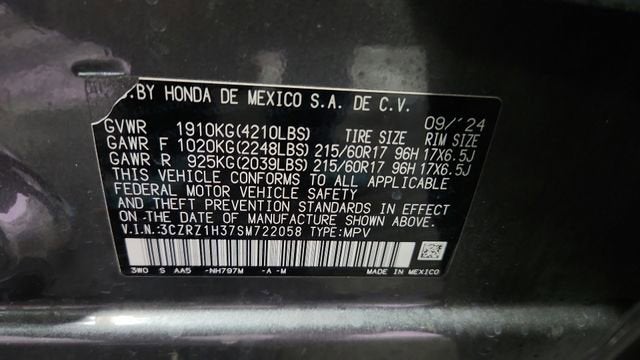 .BY HONDA DE MEXICO S.A. DE C.V.
09/´24
GVWR 1910KG(4210LBS) TIRE SIZE RIM SIZE
GAWR F 1020KG(2248LBS) 215/60R17 96H 17X6.5J
GAWR R 925KG(2039LBS) 215/60R17 96H 17X6.5J
THIS VEHICLE CONFORMS TO ALL APPLICABLE
FEDERAL MOTOR VEHICLE SAFETY
AND THEFT PREVENTION STANDARDS IN EFFECT
ON THE DATE OF MANUFACTURE SHOWN ABOVE.
V.I.N.:3CZRZ1H37SM722058 TYPE:MPV
3W0 S AA5 -NH797M -A -M MADE IN MEXICO